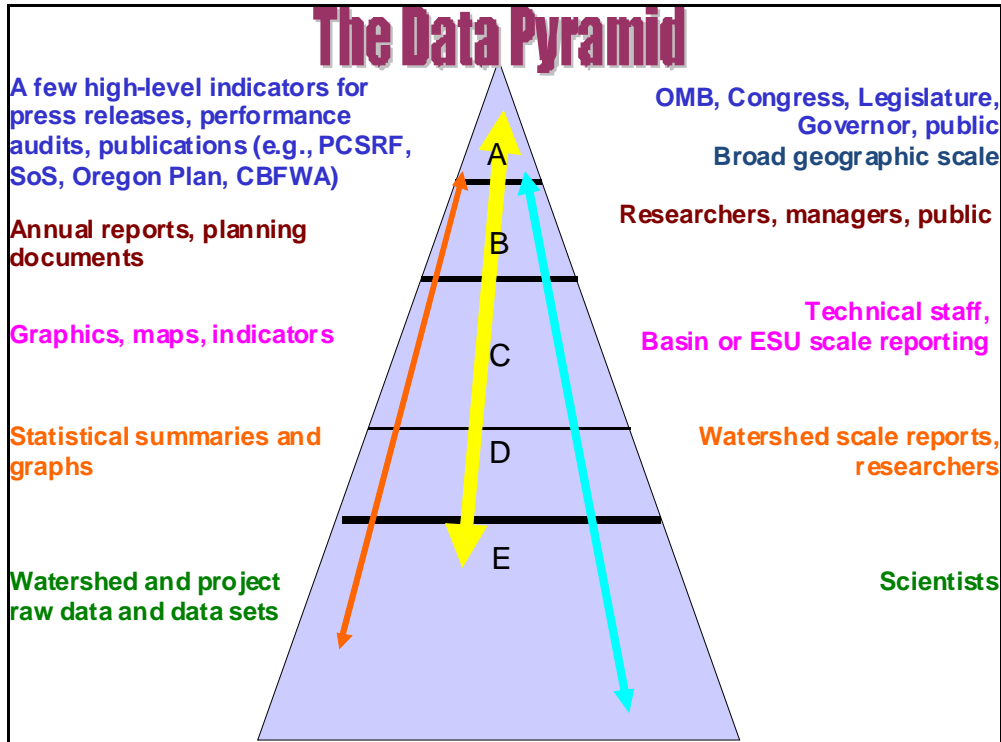 The Data Pyramid
A few high-level indicators for
press releases, performance
audits, publications (e.g., PCSRF,
SoS, Oregon Plan, CBFWA)
OMB, Congress, Legislature,
Governor, public
Broad geographic scale
A
Annual reports, planning
documents
Researchers, managers, public
B
Graphics, maps, indicators
Technical staff,
Basin or ESU scale reporting
C
Statistical summaries and
graphs
Watershed scale reports,
researchers
D
Watershed and project
raw data and data sets
Scientists
E